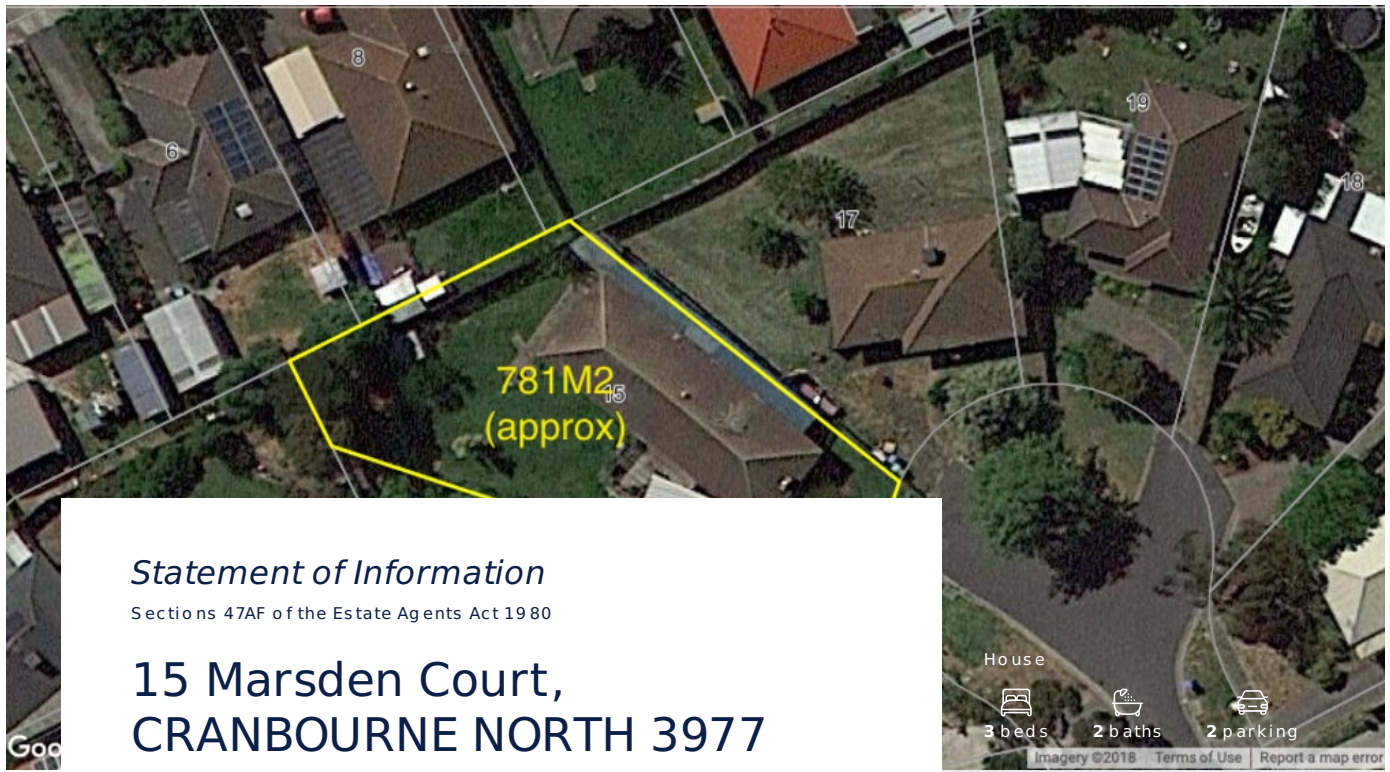 8
6
19
18
17
781M2
15
(approx)
Statement of Information
Sections 47AF of the Estate Agents Act 1980
15 Marsden Court,
CRANBOURNE NORTH 3977
House
3 beds 2 baths 2 parking
Goo
Imagery ©2018 Terms of Use Report a map error